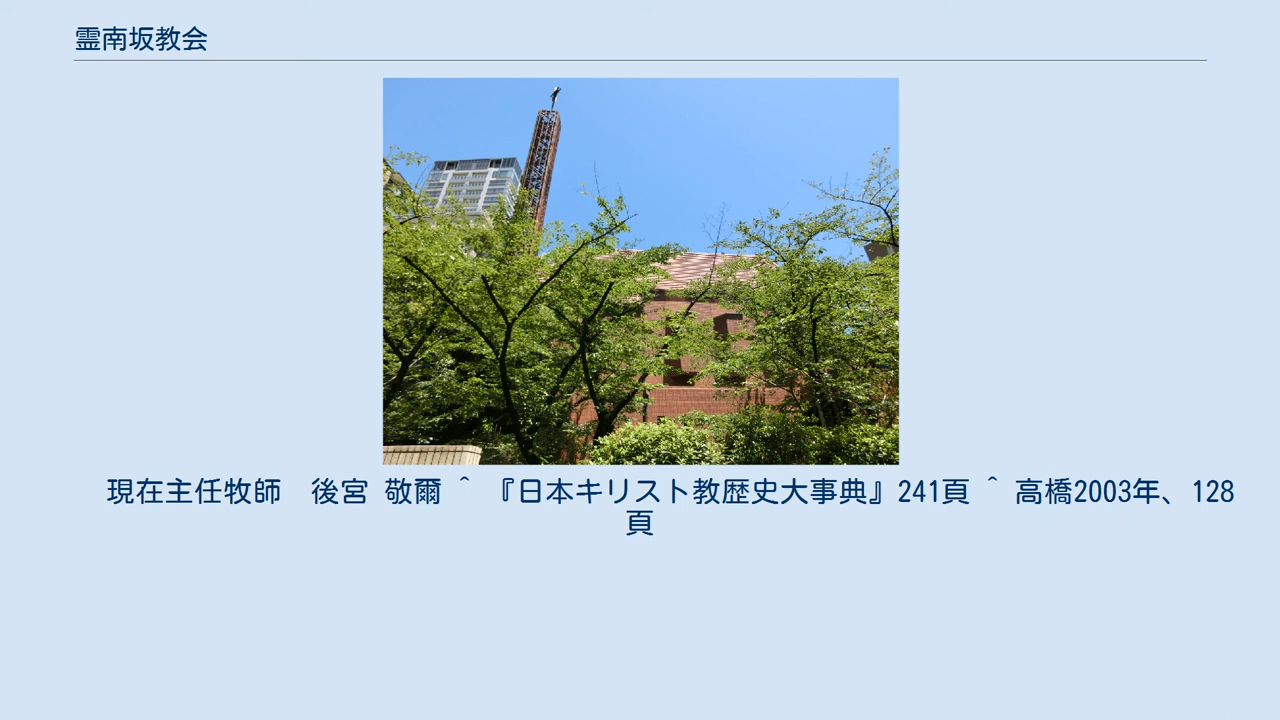 霊南坂教会
現在主任牧師　後宮 敬爾 ^ 『日本キリスト教歴史大事典』241頁 ^ 高橋2003年、128
頁